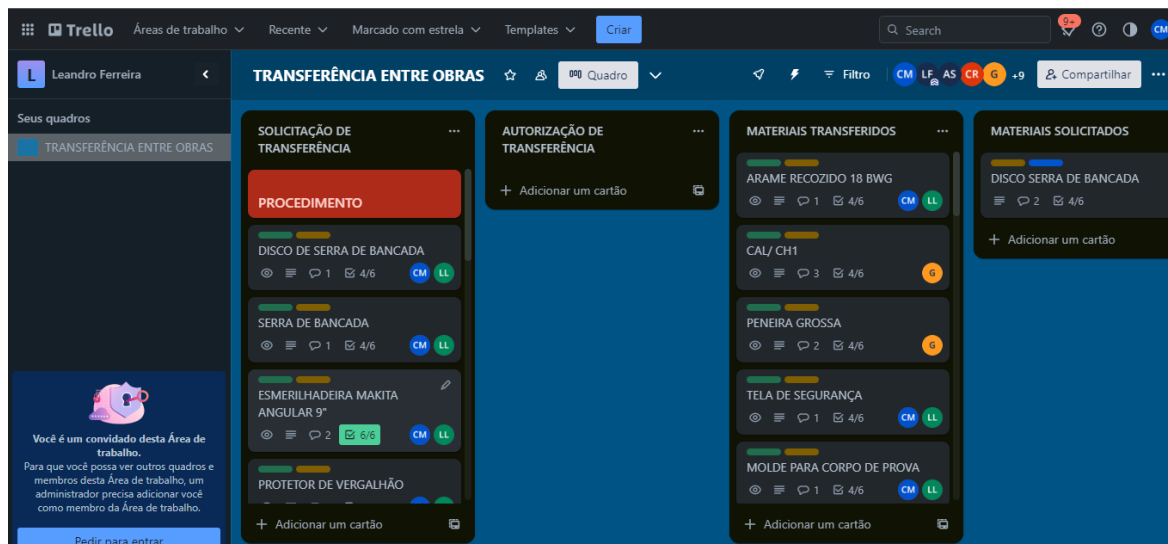 Trello
Áreas de trabalho
Recente
Marcado com estrela
Templates
Criar
Search
9+
CM
L
Leandro Ferreira
TRANSFERÊNCIA ENTRE OBRAS
Quadro
Filtro
CM
LF
AS
CR
G
+9
Compartilhar
Seus quadros
TRANSFERÊNCIA ENTRE OBRAS
Você é um convidado desta Área de
trabalho.
Para que você possa ver outros quadros e
membros desta Área de trabalho, um
administrador precisa adicionar você
como membro da Área de trabalho.
Pedir para entrar
SOLICITAÇÃO DE
TRANSFERÊNCIA
PROCEDIMENTO
DISCO DE SERRA DE BANCADA
1 4/6 CM LL
SERRA DE BANCADA
1 4/6 CM LL
ESMERILHADEIRA MAKITA
ANGULAR 9"
2 6/6 CM LL
PROTETOR DE VERGALHÃO
+ Adicionar um cartão
AUTORIZAÇÃO DE
TRANSFERÊNCIA
+ Adicionar um cartão
MATERIAIS TRANSFERIDOS
ARAME RECOZIDO 18 BWG
1 4/6 CM LL
CAL/ CH1
3 4/6 G
PENEIRA GROSSA
2 4/6 G
TELA DE SEGURANÇA
1 4/6 CM LL
MOLDE PARA CORPO DE PROVA
1 4/6 CM LL
+ Adicionar um cartão
MATERIAIS SOLICITADOS
DISCO SERRA DE BANCADA
2 4/6
+ Adicionar um cartão